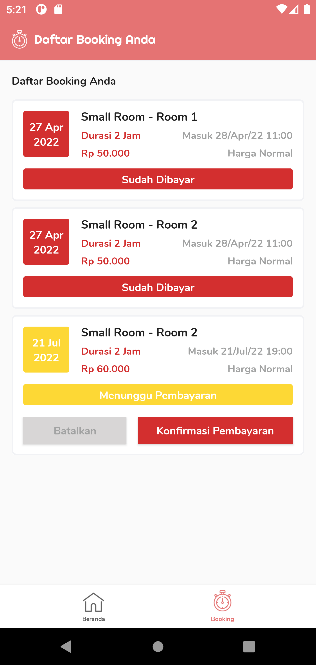 5:21
Daftar Booking Anda
Daftar Booking Anda
27 Apr
2022
Small Room - Room 1
Durasi 2 Jam
Masuk 28/Apr/22 11:00
Rp 50.000
Harga Normal
Sudah Dibayar
27 Apr
2022
Small Room - Room 2
Durasi 2 Jam
Masuk 28/Apr/22 11:00
Rp 50.000
Harga Normal
Sudah Dibayar
21 Jul
2022
Small Room - Room 2
Durasi 2 Jam
Masuk 21/Jul/22 19:00
Rp 60.000
Harga Normal
Menunggu Pembayaran
Batalkan
Konfirmasi Pembayaran
Beranda
Booking